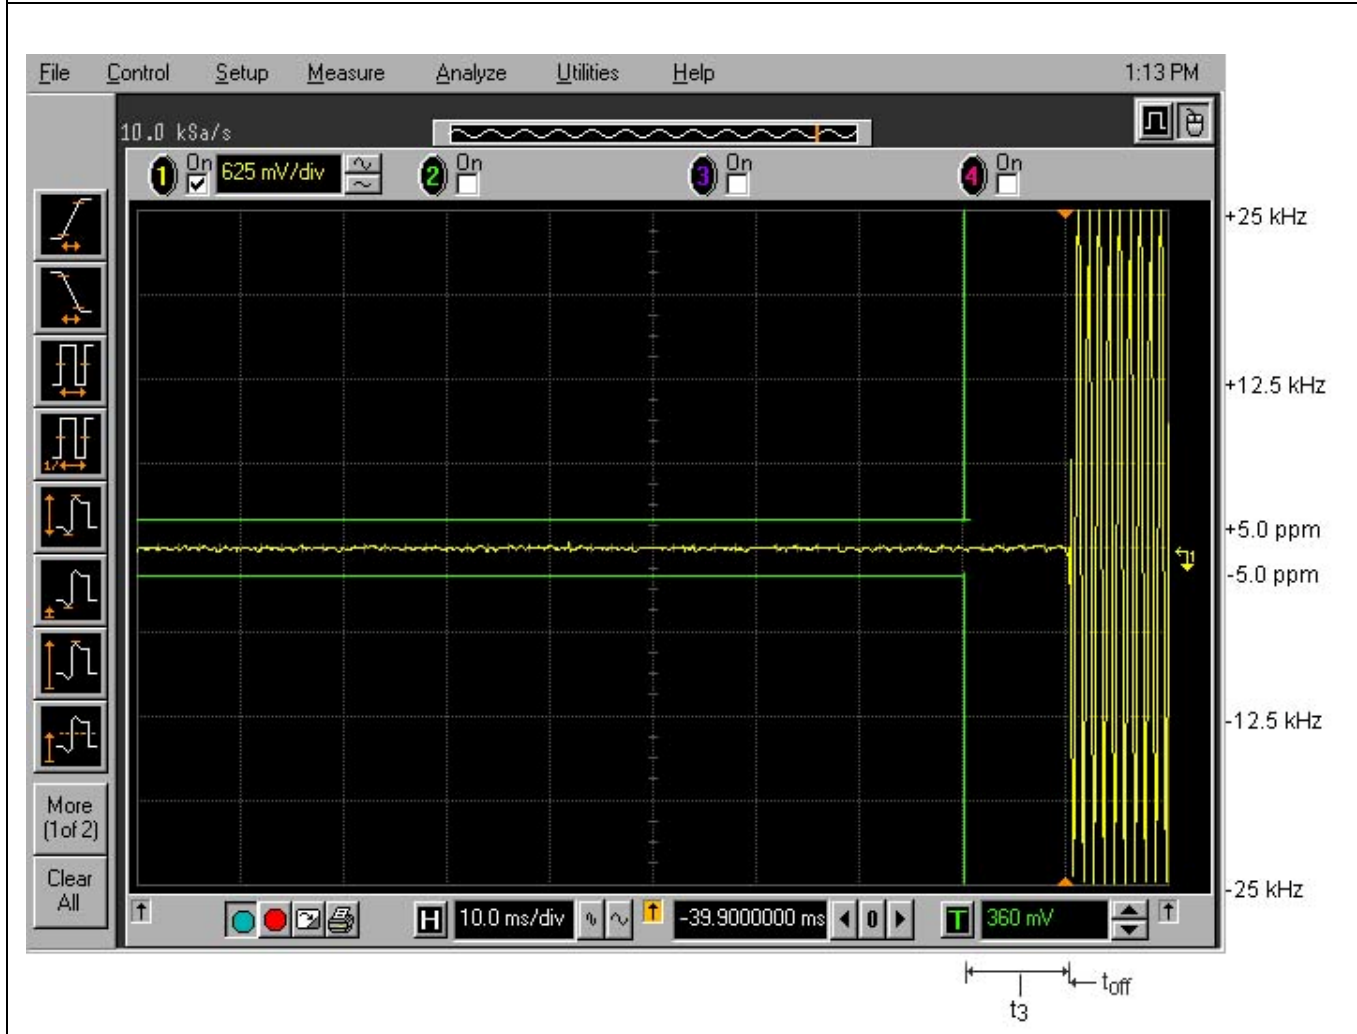 File Control Setup Measure Analyze Utilities Help 1:13 PM
10.0 kSa/s
1 On 625 mV/div 2 On 3 On 4 On
+25 kHz
+12.5 kHz
+5.0 ppm
-5.0 ppm
-12.5 kHz
-25 kHz
More
(1of 2)
Clear
All
H 10.0 ms/div -39.9000000 ms 0 T 360 mV
t3
toff